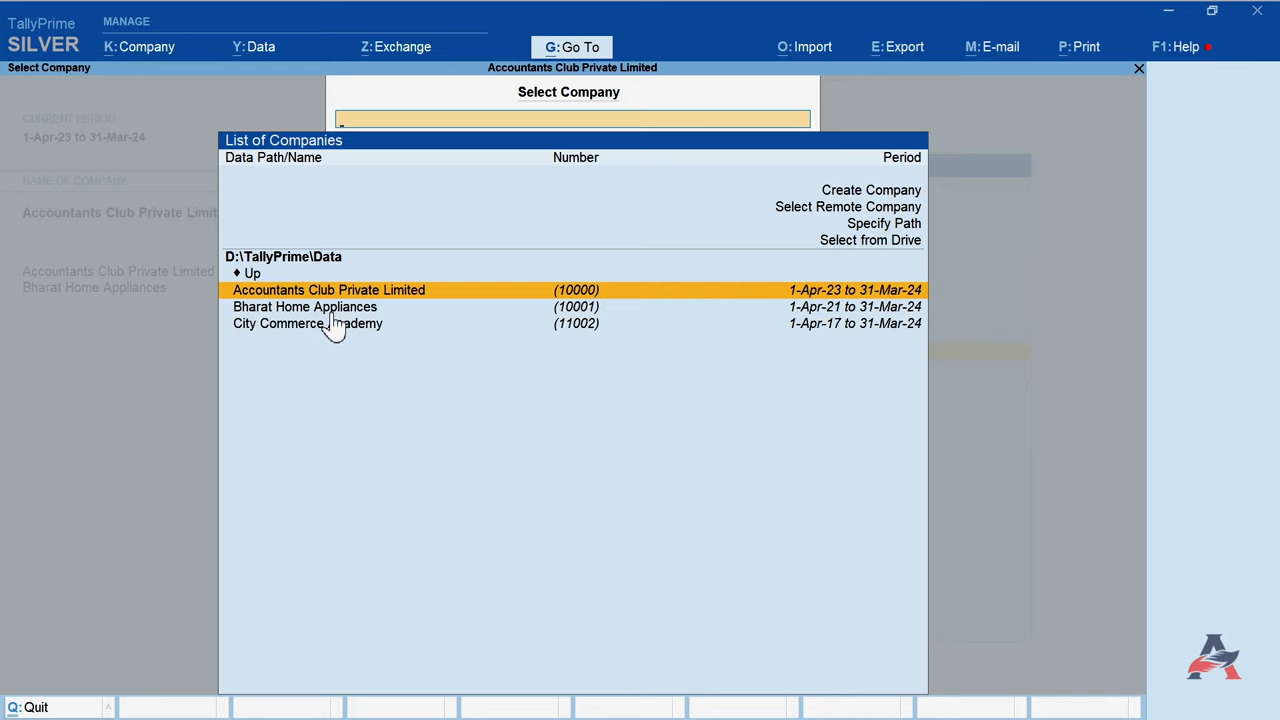 TallyPrime
MANAGE
SILVER
K:Company
Y:Data
Z:Exchange
G:Go To
O:Import
E:Export
M:E-mail
P:Print
F1:Help
Select Company
Accountants Club Private Limited
Select Company
CURRENT PERIOD
1-Apr-23 to 31-Mar-24
NAME OF COMPANY
Accountants Club Private Limit
Accountants Club Private Limited
Bharat Home Appliances
List of Companies
Data Path/Name Number Period
Create Company
Select Remote Company
Specify Path
Select from Drive
D:\TallyPrime\Data
♦ Up
Accountants Club Private Limited (10000) 1-Apr-23 to 31-Mar-24
Bharat Home Appliances (10001) 1-Apr-21 to 31-Mar-24
City Commerce Academy (11002) 1-Apr-17 to 31-Mar-24
Q:Quit